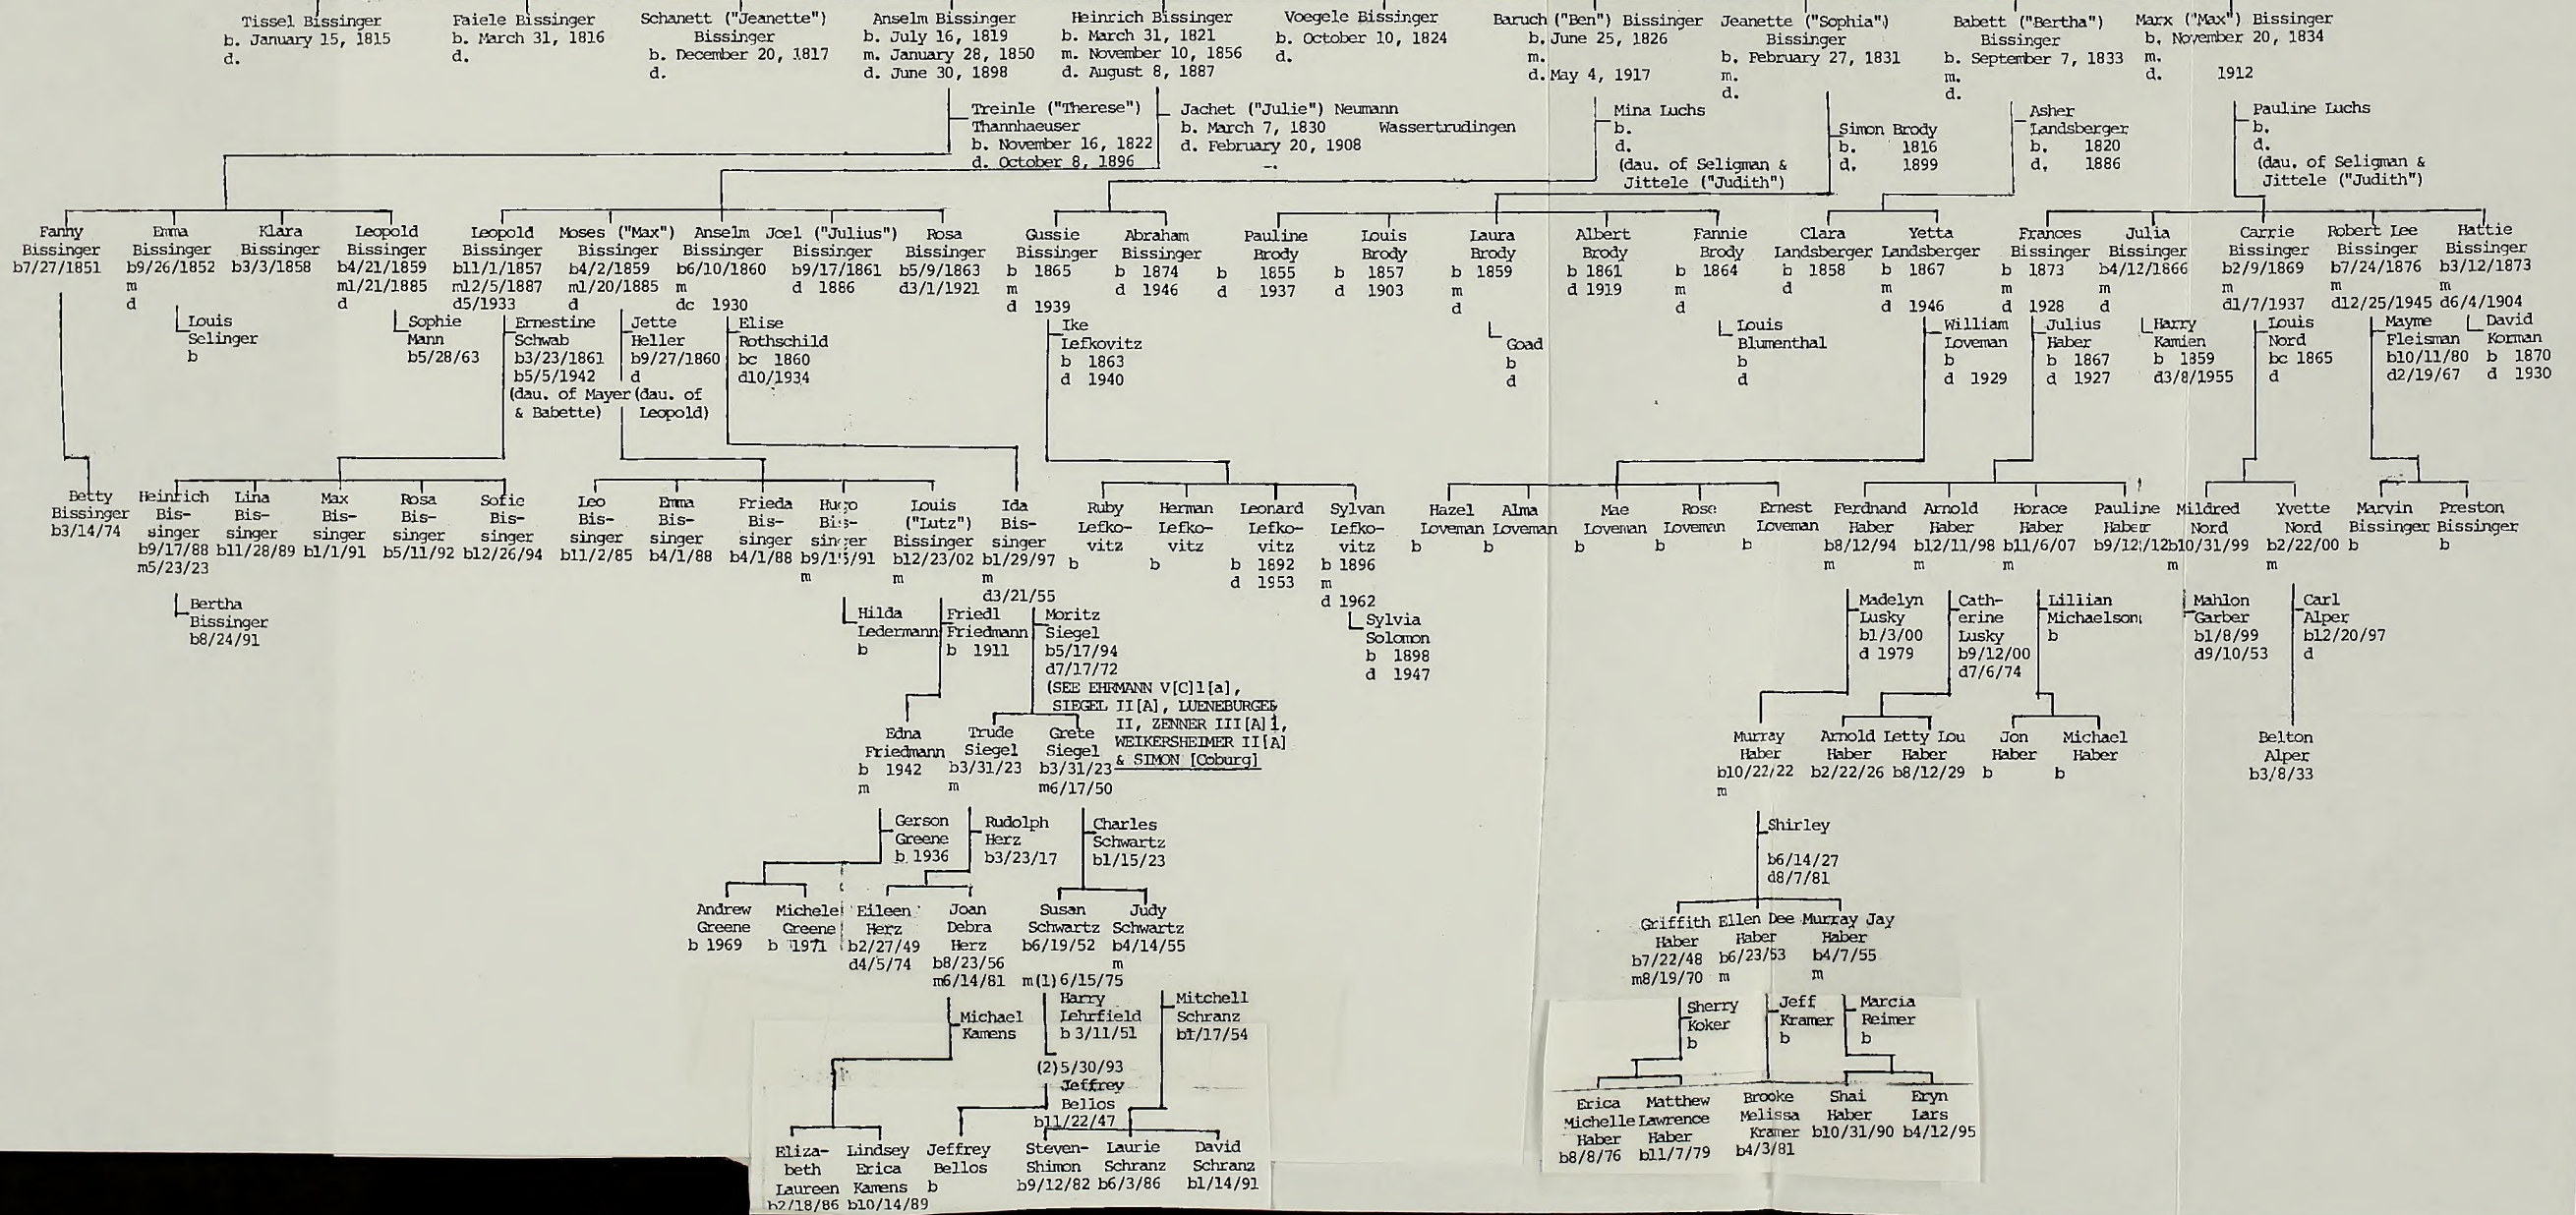 Tissel Bissinger
b. January 15, 1815
d.
Faiele Bissinger
b. March 31, 1816
d.
Schanett ("Jeanette")
Bissinger
b. December 20, 1817
d.
Anselm Bissinger
b. July 16, 1819
m. January 28, 1850
d. June 30, 1898
Heinrich Bissinger
b. March 31, 1821
m. November 10, 1856
d. August 8, 1887
Voegele Bissinger
b. October 10, 1824
d.
Baruch ("Ben") Bissinger
b. June 25, 1826
m.
d. May 4, 1917
Jeanette ("Sophia")
Bissinger
b. February 27, 1831
m.
d.
Babett ("Bertha")
Bissinger
b. September 7, 1833
m.
d.
Marx ("Max") Bissinger
b. November 20, 1834
m.
d. 1912
Treinle ("Therese")
Thannhaeuser
b. November 16, 1822
d. October 8, 1896
Jachet ("Julie") Neumann
b. March 7, 1830 Wassertrudingen
d. February 20, 1908
Mina Luchs
b.
d.
(dau. of Seligman &
Jittele ("Judith")
Simon Brody
b. 1816
d. 1899
Asher
Landsberger
b. 1820
d. 1886
Pauline Luchs
b.
d.
(dau. of Seligman &
Jittele ("Judith")
Fanny
Bissinger
b7/27/1851
Emma
Bissinger
b9/26/1852
m
d
Klara
Bissinger
b3/3/1858
Leopold
Bissinger
b4/21/1859
m1/21/1885
d
Leopold
Bissinger
b11/1/1857
m12/5/1887
d5/1933
Moses ("Max")
Bissinger
b4/2/1859
m1/20/1885
d
Anselm
Bissinger
b6/10/1860
m
dc 1930
Joel ("Julius")
Bissinger
b9/17/1861
d 1886
Rosa
Bissinger
b5/9/1863
d3/1/1921
Gussie
Bissinger
b 1865
m
d 1939
Abraham
Bissinger
b 1874
d 1946
Pauline
Brody
b 1855
d 1937
Louis
Brody
b 1857
d 1903
Laura
Brody
b 1859
m
d
Albert
Brody
b 1861
d 1919
Fannie
Brody
b 1864
m
d
Clara
Landsberger
b 1858
d
Yetta
Landsberger
b 1867
m
d 1946
Frances
Bissinger
b 1873
m
d 1928
Julia
Bissinger
b4/12/1866
m
d
Carrie
Bissinger
b2/9/1869
m
d1/7/1937
Robert Lee
Bissinger
b7/24/1876
m
d12/25/1945
Hattie
Bissinger
b3/12/1873
m
d6/4/1904
Louis
Selinger
b
Sophie
Mann
b5/28/63
Ernestine
Schwab
b3/23/1861
b5/5/1942
(dau. of Mayer
& Babette)
Jette
Heller
b9/27/1860
d
(dau. of
Leopold)
Elise
Rothschild
bc 1860
d10/1934
Ike
Lefkovitz
b 1863
d 1940
Goad
b
d
Louis
Blumenthal
b
d
William
Loveman
b
d 1929
Julius
Haber
b 1867
d 1927
Harry
Kamien
b 1859
d3/8/1955
Louis
Nord
bc 1865
d
Mayme
Fleisman
b10/11/80
d2/19/67
David
Korman
b 1870
d 1930
Betty
Bissinger
b3/14/74
Heinrich
Bis-
singer
b9/17/88
m5/23/23
Lina
Bis-
singer
b11/28/89
Max
Bis-
singer
b1/1/91
Rosa
Bis-
singer
b5/11/92
Sofie
Bis-
singer
b12/26/94
Leo
Bis-
singer
b11/2/85
Emma
Bis-
singer
b4/1/88
Frieda
Bis-
singer
b4/1/88
Hugo
Bis-
singer
m
Louis
("Lutz")
Bissinger
b12/23/02
m
Ida
Bis-
singer
b1/29/97
m
d3/21/55
Ruby
Lefko-
vitz
b
Herman
Lefko-
vitz
b
Leonard
Lefko-
vitz
b 1892
d 1953
Sylvan
Lefko-
vitz
b 1896
m
d 1962
Hazel
Loveman
b
Alma
Loveman
b
Mae
Loveman
b
Rose
Loveman
b
Ernest
Loveman
b
Ferdnand
Haber
b8/12/94
m
Arnold
Haber
b12/11/98
m
Horace
Haber
b11/6/07
m
Pauline
Haber
b9/12/12
Mildred
Nord
b10/31/99
m
Yvette
Nord
b2/22/00
m
Marvin
Bissinger
b
Preston
Bissinger
b
Bertha
Bissinger
b8/24/91
Hilda
Ledermann
b
Friedl
Friedmann
b 1911
Moritz
Siegel
b5/17/94
d7/17/72
(SEE EHRMANN V[C]1[a],
SIEGEL II[A], LUENEBURGER
II, ZENNER III[A]1,
WEIKERSHEIMER II[A]
& SIMON [Coburg]
Sylvia
Solomon
b 1898
d 1947
Madelyn
Lusky
b1/3/00
d 1979
Cath-
erine
Lusky
b9/12/00
d7/6/74
Lillian
Michaelson
b
Mahlon
Garber
b1/8/99
d9/10/53
Carl
Alper
b12/20/97
d
Edna
Friedmann
b 1942
m
Trude
Siegel
b3/31/23
m
Grete
Siegel
b3/31/23
m6/17/50
Murray
Haber
b10/22/22
m
Arnold
Haber
b2/22/26
Letty Lou
Haber
b8/12/29
Jon
Haber
b
Michael
Haber
b
Belton
Alper
b3/8/33
Gerson
Greene
b 1936
Rudolph
Herz
b3/23/17
Charles
Schwartz
b1/15/23
Shirley
b6/14/27
d8/7/81
Andrew
Greene
b 1969
Michele
Greene
b 1971
Eileen
Herz
b2/27/49
d4/5/74
Joan
Debra
Herz
b8/23/56
m6/14/81
Susan
Schwartz
b6/19/52
m(1)6/15/75
Judy
Schwartz
b4/14/55
m
Griffith
Haber
b7/22/48
m8/19/70
Ellen Dee
Haber
b6/23/53
m
Murray Jay
Haber
b4/7/55
m
Michael
Kamens
Harry
Lehrfield
b 3/11/51
(2)5/30/93
Jeffrey
Bellos
b11/22/47
Mitchell
Schranz
b1/17/54
Sherry
Koker
b
Jeff
Kramer
b
Marcia
Reimer
b
Eliza-
beth
Laureen
b2/18/86
Lindsey
Erica
Kamens
b10/14/89
Jeffrey
Bellos
b
Steven-
Shimon
b9/12/82
Laurie
Schranz
b6/3/86
David
Schranz
b1/14/91
Erica
Michelle
Haber
b8/8/76
Matthew
Lawrence
Haber
b11/7/79
Brooke
Melissa
Kramer
b4/3/81
Shai
Haber
b10/31/90
Eryn
Lars
b4/12/95